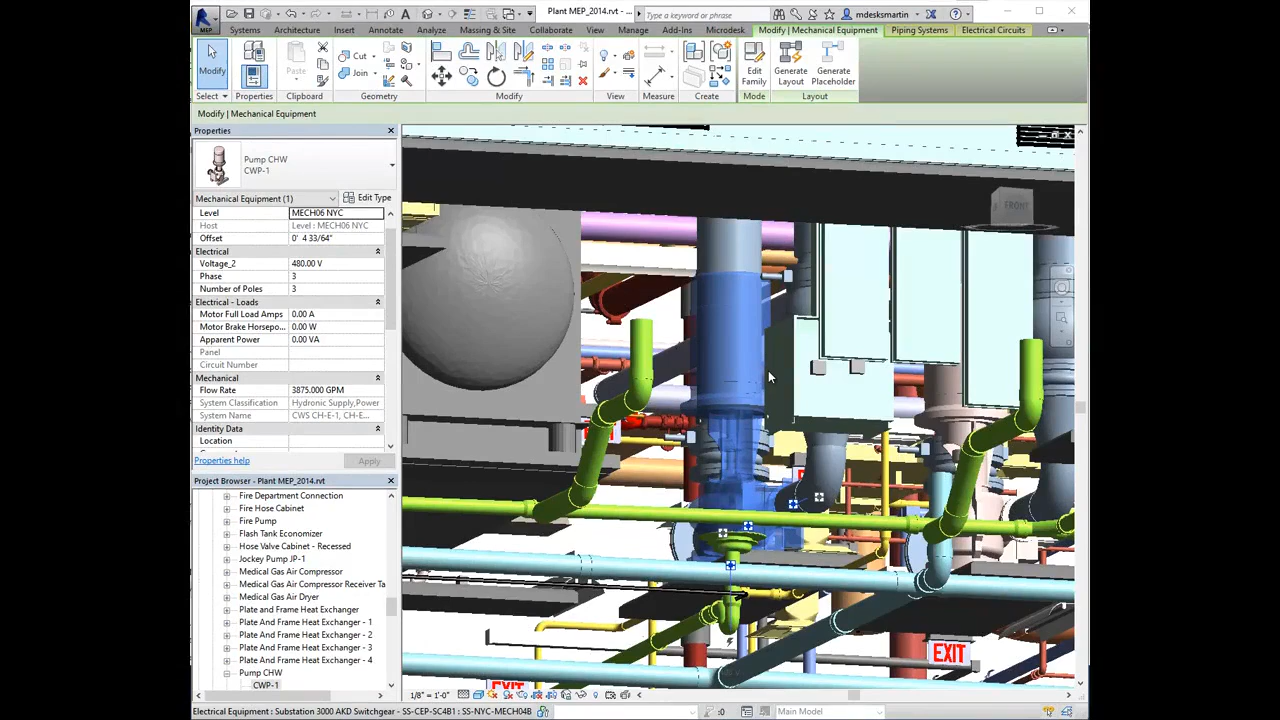 MEP
Plant MEP_2014.rvt -
Type a keyword or phrase
mdesksmartin
Systems Architecture Insert Annotate Analyze Massing & Site Collaborate View Manage Add-Ins Microdesk Modify | Mechanical Equipment Piping Systems Electrical Circuits
Modify
Paste
Cut
Join
Edit Family
Generate Layout
Generate Placeholder
Select Properties Clipboard Geometry Modify View Measure Create Mode Layout
Modify | Mechanical Equipment
Properties
Pump CHW
CWP-1
Mechanical Equipment (1)
Edit Type
Level MECH06 NYC
Host Level : MECH06 NYC
Offset 0' 4 33/64"
Electrical
Voltage_2 480.00 V
Phase 3
Number of Poles 3
Electrical - Loads
Motor Full Load Amps 0.00 A
Motor Brake Horsepo... 0.00 W
Apparent Power 0.00 VA
Panel
Circuit Number
Mechanical
Flow Rate 3875.000 GPM
System Classification Hydronic Supply,Power
System Name CWS CH-E-1, CH-E...
Identity Data
Location
Properties help
Apply
Project Browser - Plant MEP_2014.rvt
Fire Department Connection
Fire Hose Cabinet
Fire Pump
Flash Tank Economizer
Hose Valve Cabinet - Recessed
Jockey Pump JP-1
Medical Gas Air Compressor
Medical Gas Air Compressor Receiver Ta
Medical Gas Air Dryer
Plate and Frame Heat Exchanger
Plate And Frame Heat Exchanger - 1
Plate And Frame Heat Exchanger - 2
Plate And Frame Heat Exchanger - 3
Plate And Frame Heat Exchanger - 4
Pump CHW
CWP-1
FRONT
EXIT
EXIT
1/8" = 1'-0"
Electrical Equipment : Substation 3000 AKD Switchgear - SS-CEP-SC4B1 : SS-NYC-MECH04B
:0
Main Model